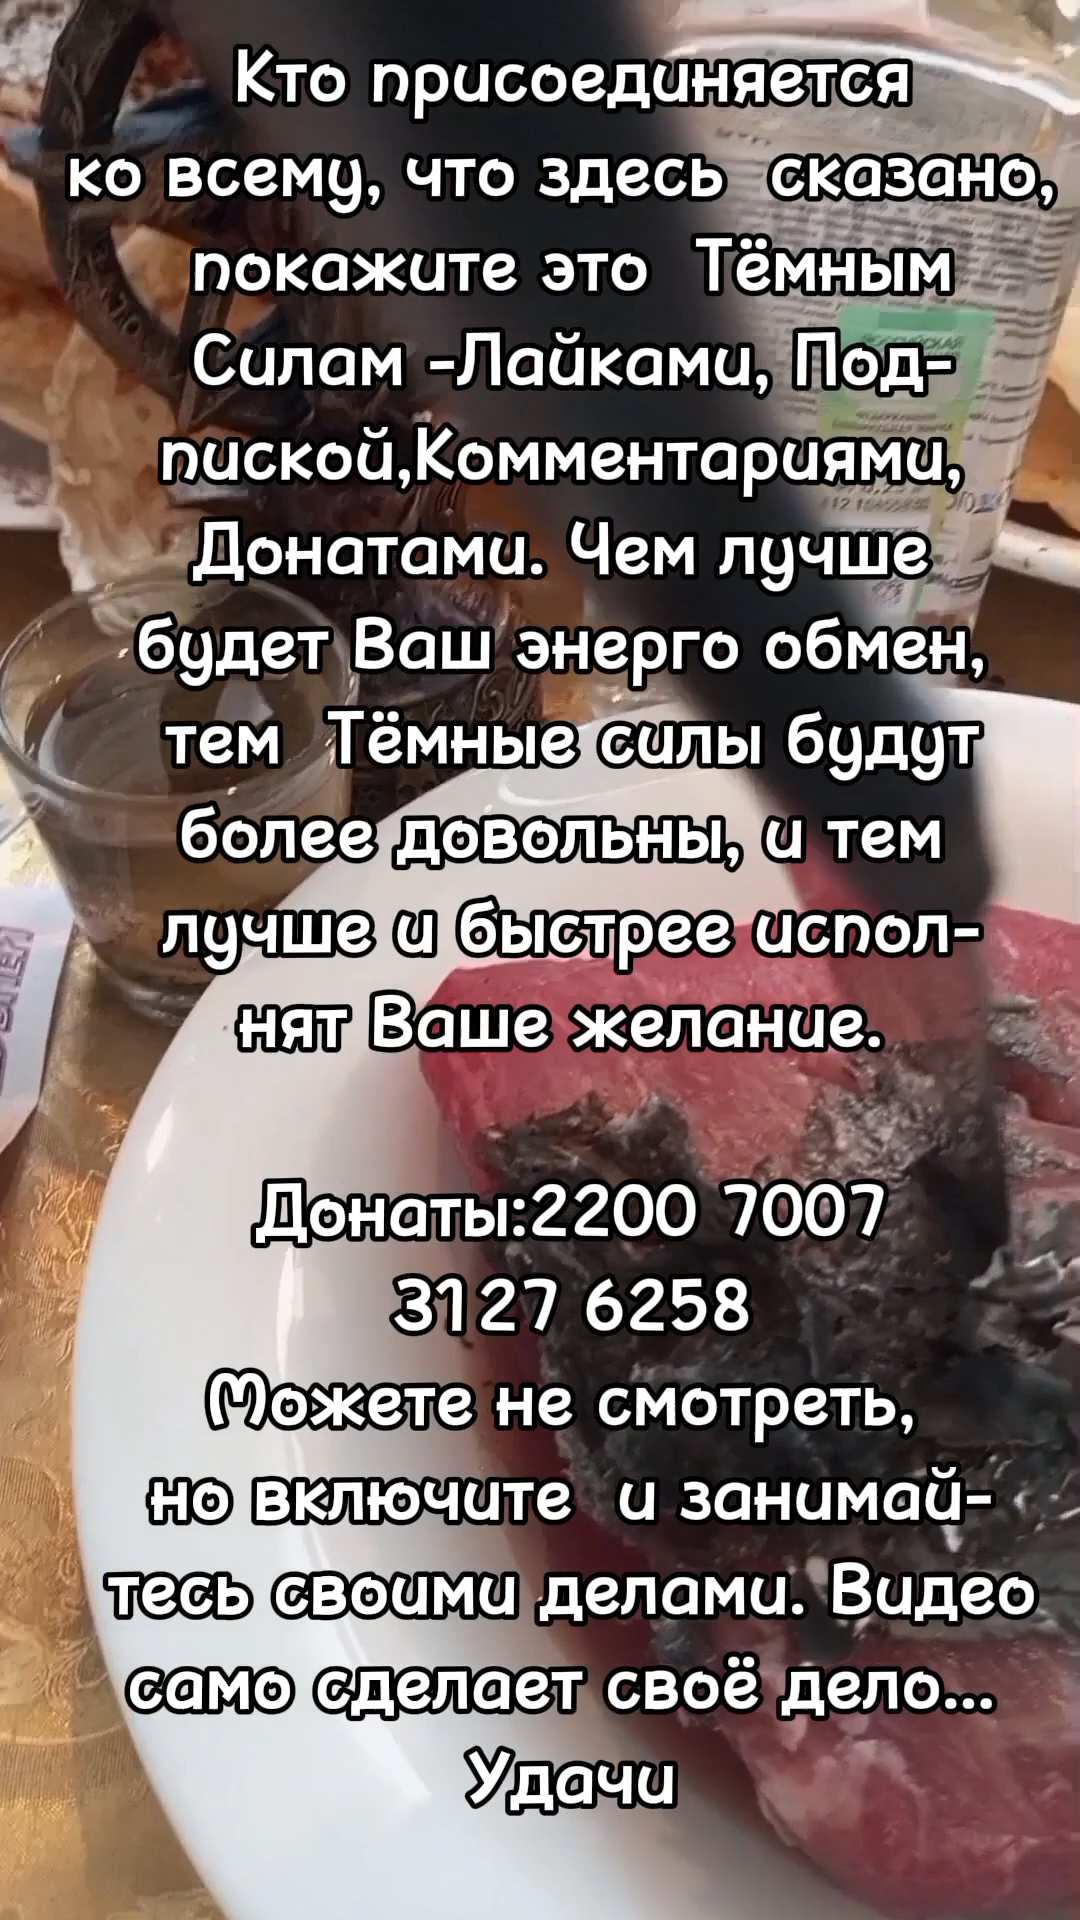 Кто присоединяется
ко всему, что здесь сказано,
покажите это Тёмным
Силам -Лайками, Под-
пиской,Комментариями,
Донатами. Чем лучше
будет Ваш энерго обмен,
тем Тёмные силы будут
более довольны, и тем
лучше и быстрее испол-
нят Ваше желание.
Донаты:2200 7007
3127 6258
Можете не смотреть,
но включите и занимай-
тесь своими делами. Видео
само сделает своё дело...
Удачи